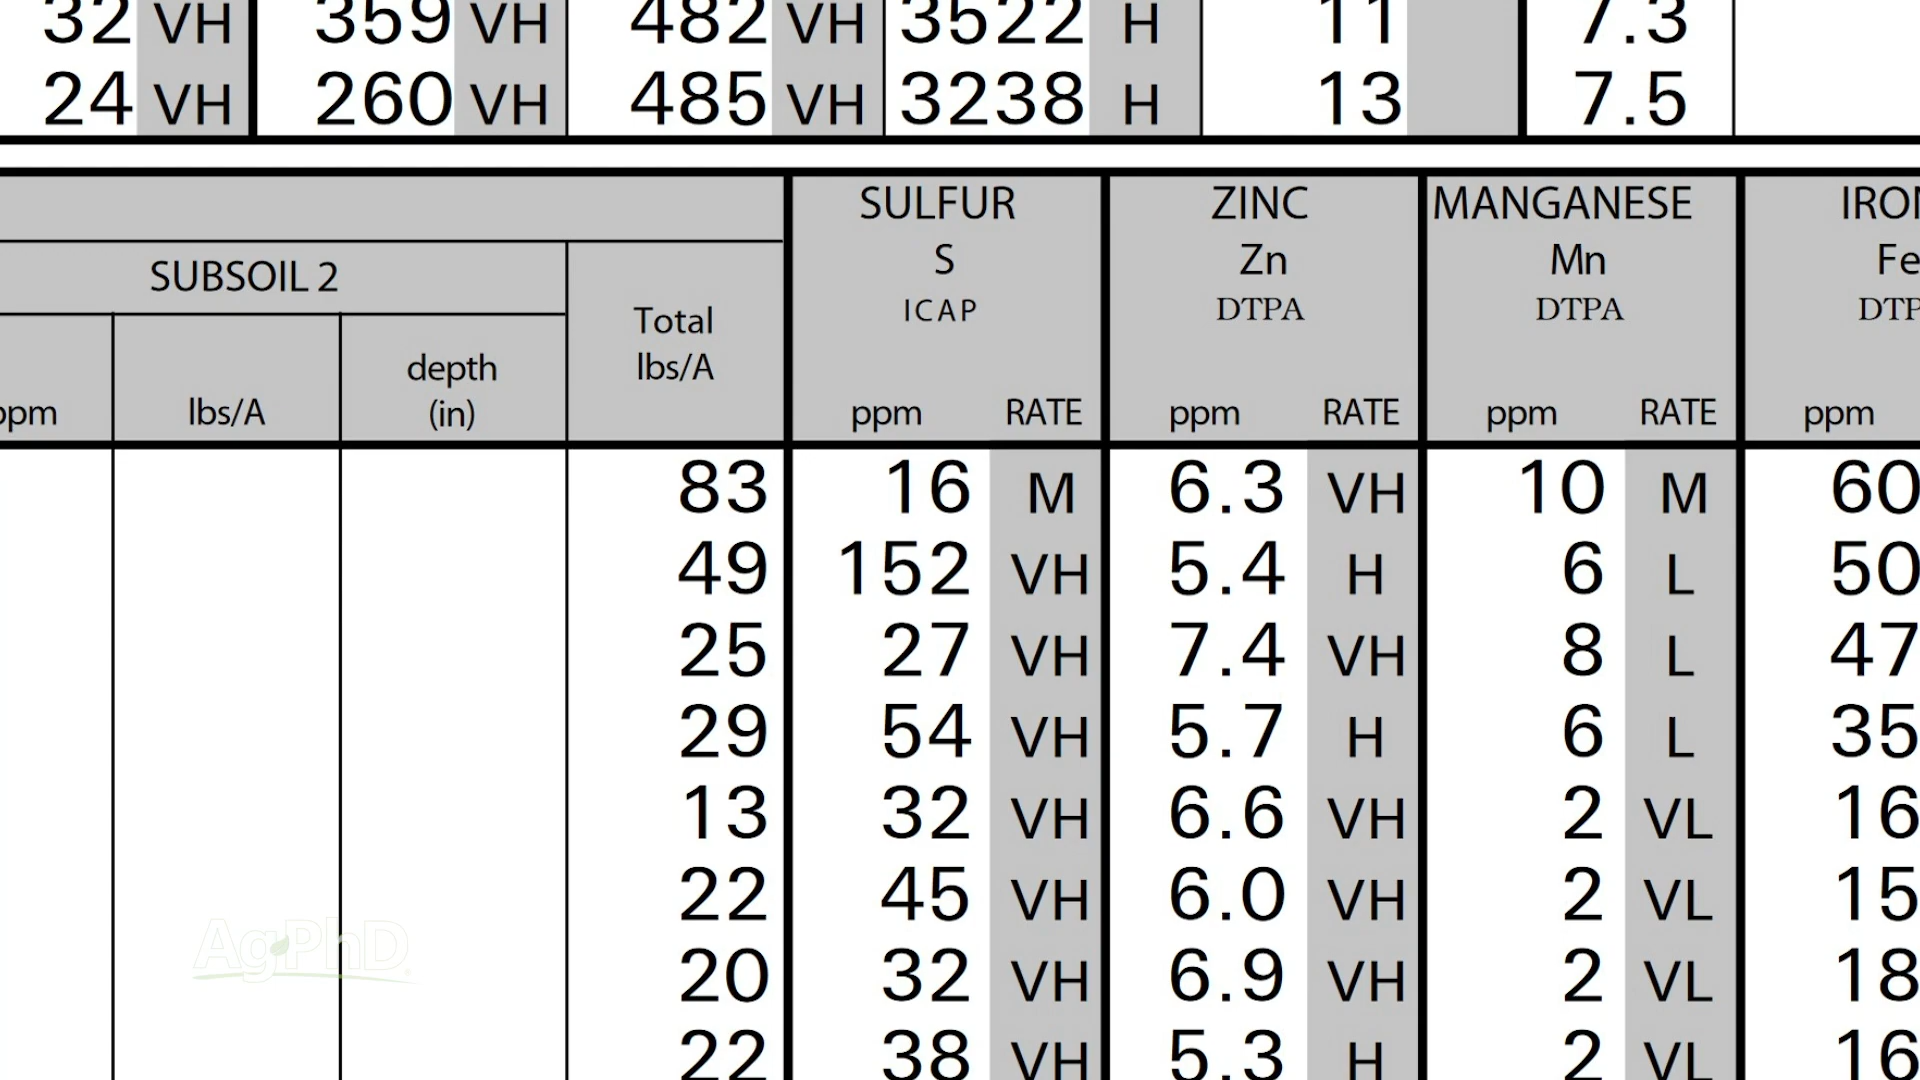 32 VH 359 VH 482 VH 3522 H 11 7.3
24 VH 260 VH 485 VH 3238 H 13 7.5
SULFUR ZINC MANGANESE
SUBSOIL 2 S Zn Mn Fe
Total ICAP DTPA DTPA
depth lbs/A
ppm lbs/A (in) ppm RATE ppm RATE ppm RATE ppm
83 16 M 6.3 VH 10 M 60
49 152 VH 5.4 H 6 L 50
25 27 VH 7.4 VH 8 L 47
29 54 VH 5.7 H 6 L 35
13 32 VH 6.6 VH 2 VL 16
22 45 VH 6.0 VH 2 VL 15
AgPhD
20 32 VH 6.9 VH 2 VL 18
22 38 VH 5.3 H 2 VL 16